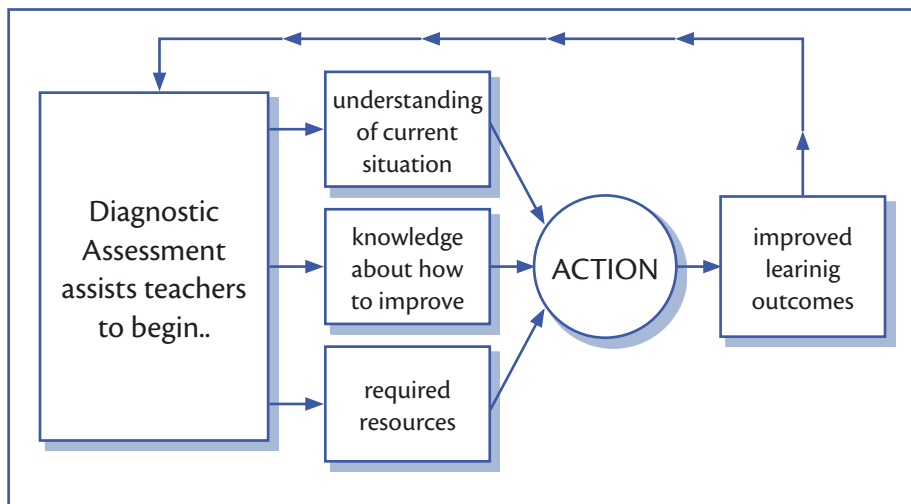 Diagnostic
Assessment
assists teachers
to begin..
understanding
of current
situation
knowledge
about how
to improve
required
resources
ACTION
improved
learinig
outcomes